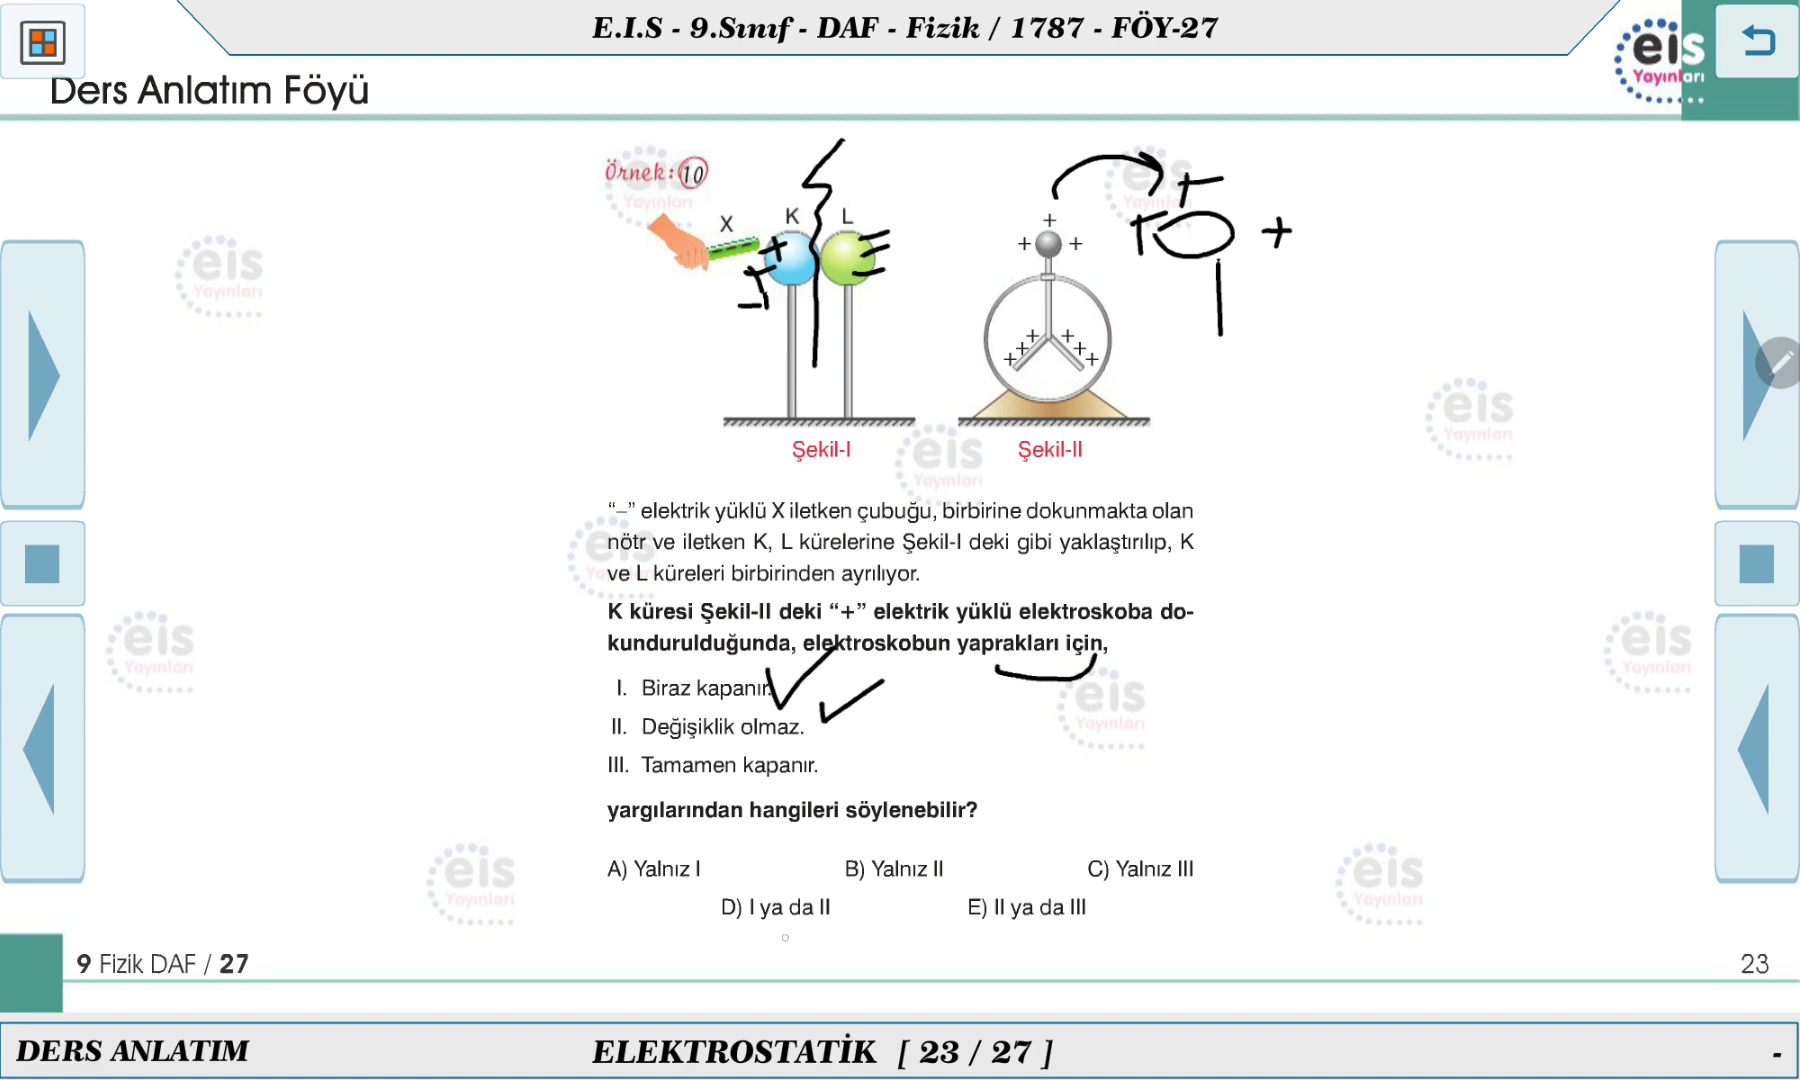 E.I.S - 9.Sınıf - DAF - Fizik / 1787 - FÖY-27
eis
Yayınları
Ders Anlatım Föyü
Örnek: 10
X
K
L
Şekil-I
Şekil-II
“–” elektrik yüklü X iletken çubuğu, birbirine dokunmakta olan
nötr ve iletken K, L kürelerine Şekil-I deki gibi yaklaştırılıp, K
ve L küreleri birbirinden ayrılıyor.
K küresi Şekil-II deki “+” elektrik yüklü elektroskoba do-
kundurulduğunda, elektroskobun yaprakları için,
I. Biraz kapanır.
II. Değişiklik olmaz.
III. Tamamen kapanır.
yargılarından hangileri söylenebilir?
A) Yalnız I B) Yalnız II C) Yalnız III
D) I ya da II E) II ya da III
9 Fizik DAF / 27
23
DERS ANLATIM
ELEKTROSTATİK [ 23 / 27 ]
-